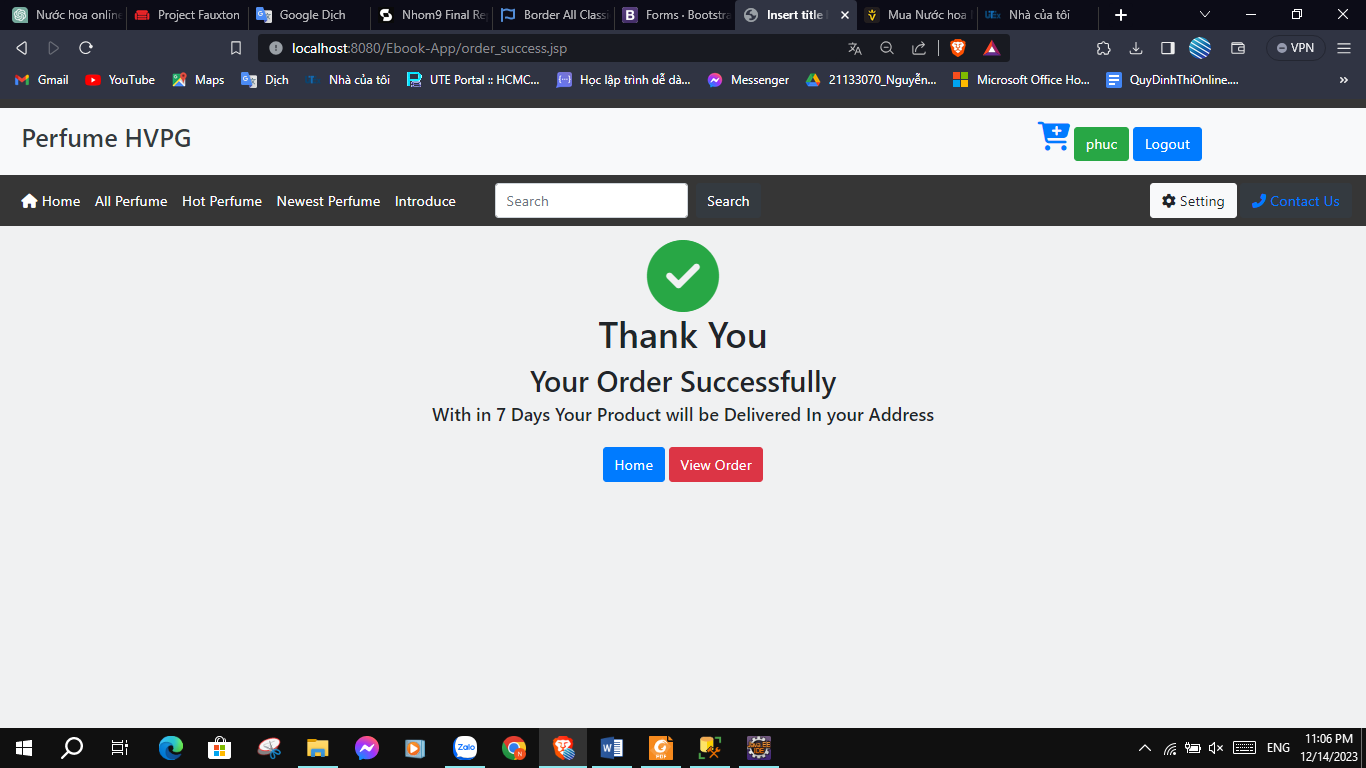 Nước hoa online
Project Fauxton
Google Dịch
Nhom9 Final Re
Border All Class
Forms · Bootstra
Insert title
Mua Nước hoa
Nhà của tôi
localhost:8080/Ebook-App/order_success.jsp
VPN
Gmail
YouTube
Maps
Dịch
Nhà của tôi
UTE Portal :: HCMC...
Học lập trình dễ dà...
Messenger
21133070_Nguyễn...
Microsoft Office Ho...
QuyDinhThiOnline....
»
Perfume HVPG
phuc
Logout
Home
All Perfume
Hot Perfume
Newest Perfume
Introduce
Search
Search
Setting
Contact Us
Thank You
Your Order Successfully
With in 7 Days Your Product will be Delivered In your Address
Home
View Order
Zalo
ENG
11:06 PM
12/14/2023